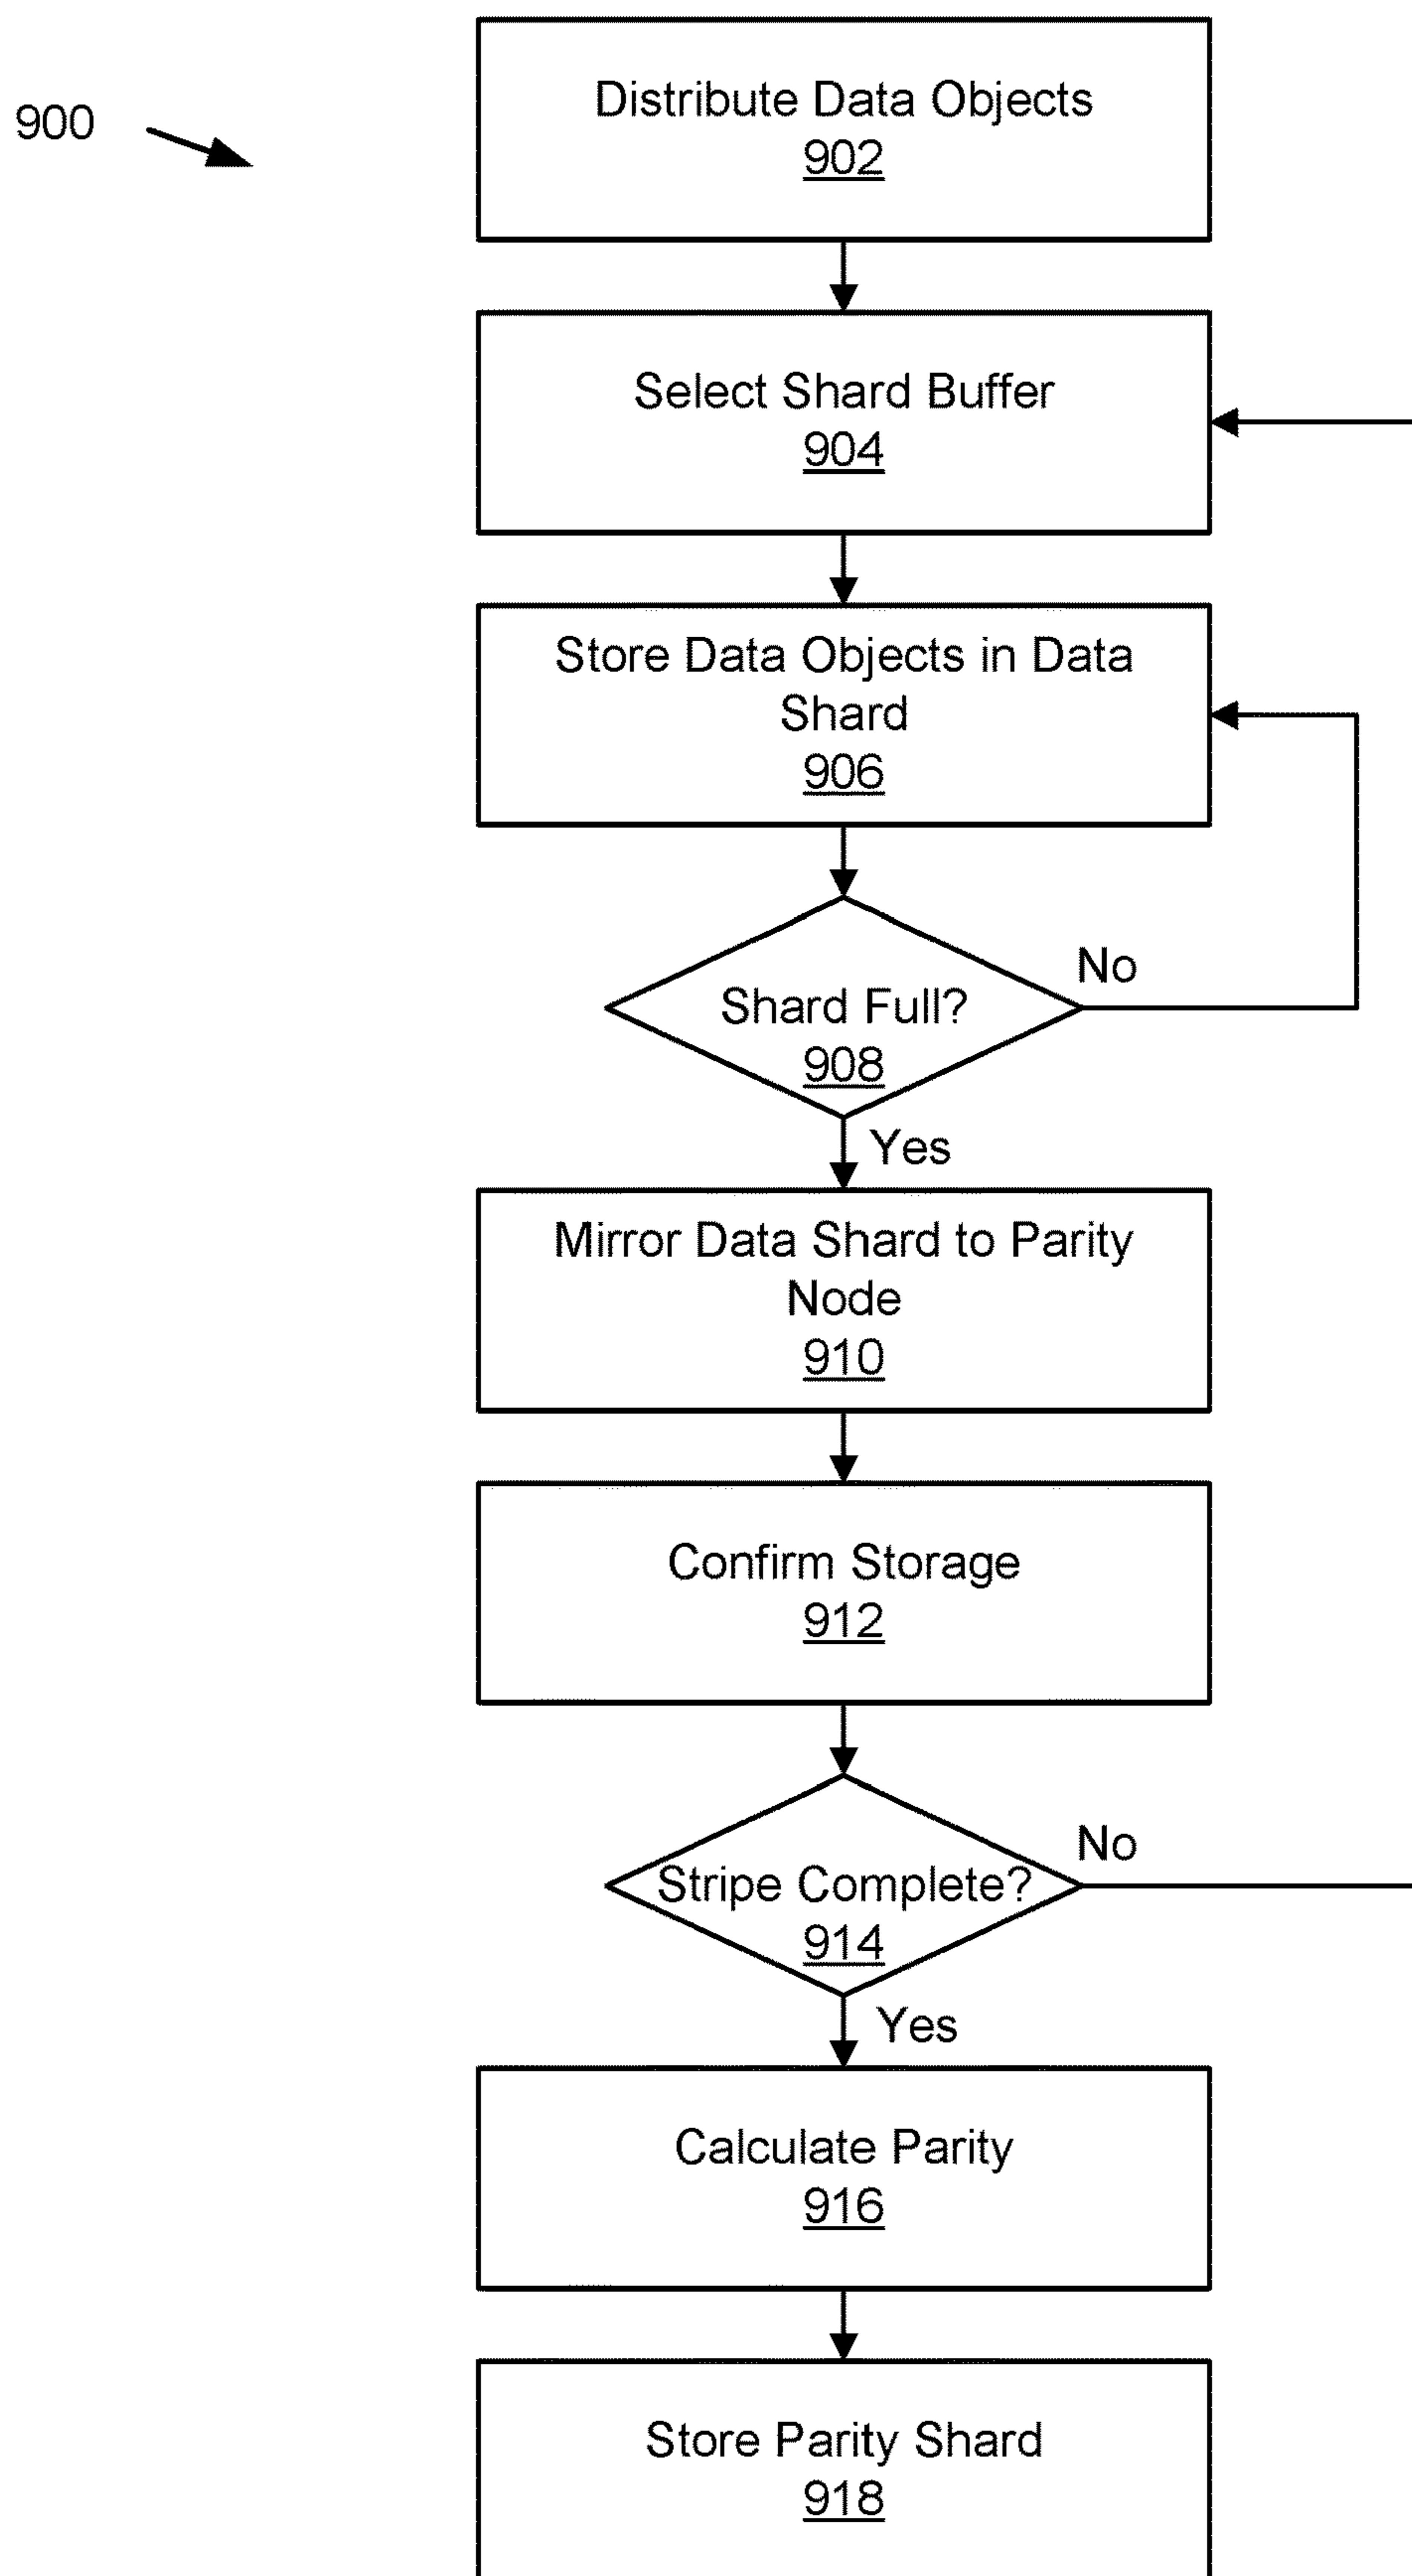 900
Distribute Data Objects
902
Select Shard Buffer
904
Store Data Objects in Data
Shard
906
No
Shard Full?
908
Yes
Mirror Data Shard to Parity
Node
910
Confirm Storage
912
No
Stripe Complete?
914
Yes
Calculate Parity
916
Store Parity Shard
918